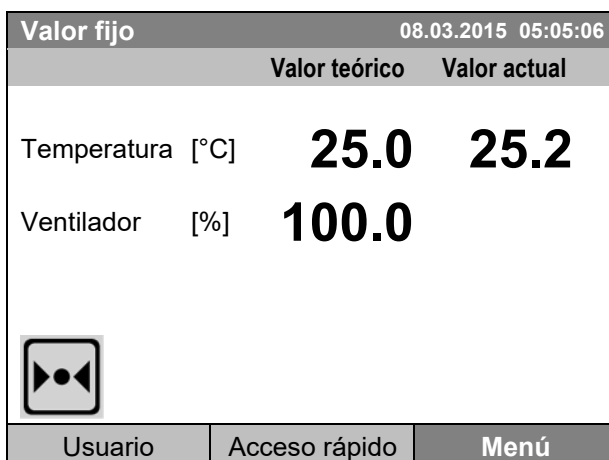 Valor fijo 08.03.2015 05:05:06
Valor teórico Valor actual
Temperatura [°C] 25.0 25.2
Ventilador [%] 100.0
Usuario Acceso rápido Menú